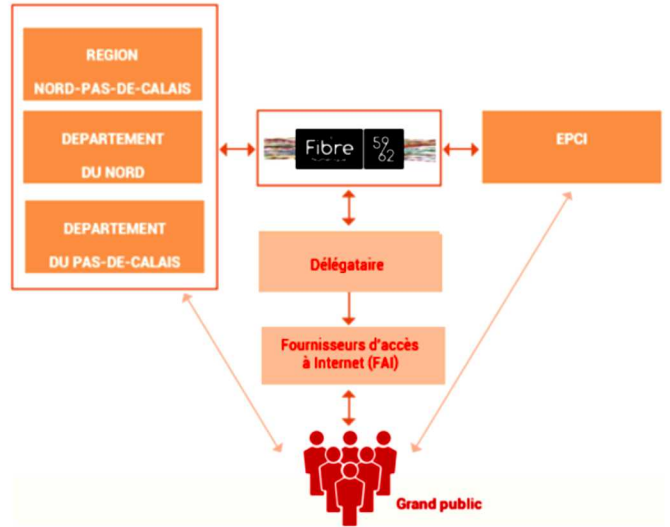 REGION
NORD-PAS-DE-CALAIS
DEPARTEMENT
DU NORD
DEPARTEMENT
DU PAS-DE-CALAIS
Fibre
59
62
EPCI
Délégataire
Fournisseurs d'accès
à Internet (FAI)
Grand public